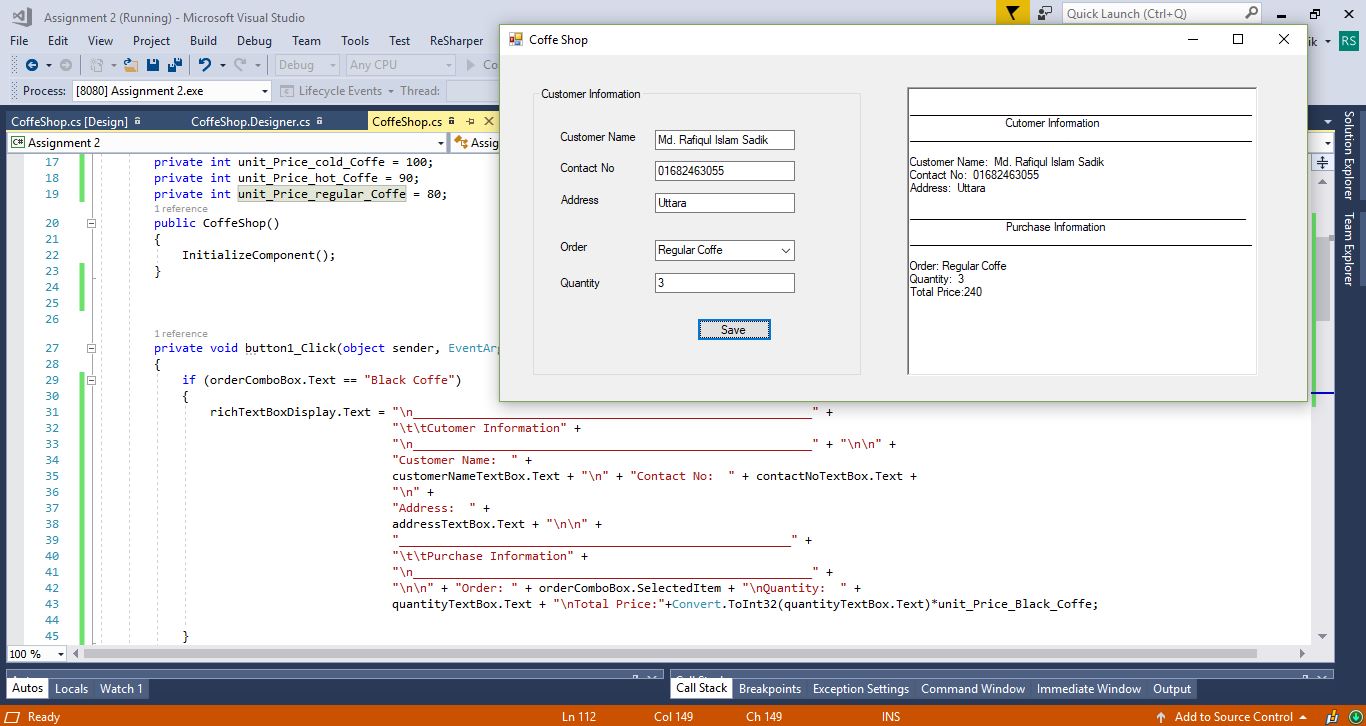 Assignment 2 (Running) - Microsoft Visual Studio
Quick Launch (Ctrl+Q)
File Edit View Project Build Debug Team Tools Test ReSharper
ik RS
Debug Any CPU Co
Process: [8080] Assignment 2.exe Lifecycle Events Thread:
CoffeShop.cs [Design] CoffeShop.Designer.cs CoffeShop.cs
C# Assignment 2 Assig
17 private int unit_Price_cold_Coffe = 100;
18 private int unit_Price_hot_Coffe = 90;
19 private int unit_Price_regular_Coffe = 80;
1 reference
20 public CoffeShop()
21 {
22 InitializeComponent();
23 }
24
25
26
1 reference
27 private void button1_Click(object sender, EventArg
28 {
29 if (orderComboBox.Text == "Black Coffe")
30 {
31 richTextBoxDisplay.Text = "\n_________________________________________________________" +
32 "\t\tCutomer Information" +
33 "\n_________________________________________________________" + "\n\n" +
34 "Customer Name:  " +
35 customerNameTextBox.Text + "\n" + "Contact No:  " + contactNoTextBox.Text +
36 "\n" +
37 "Address:  " +
38 addressTextBox.Text + "\n\n" +
39 "________________________________________________________" +
40 "\t\tPurchase Information" +
41 "\n_________________________________________________________" +
42 "\n\n" + "Order: " + orderComboBox.SelectedItem + "\nQuantity:  " +
43 quantityTextBox.Text + "\nTotal Price:"+Convert.ToInt32(quantityTextBox.Text)*unit_Price_Black_Coffe;
44
45 }
Coffe Shop
Customer Information
Customer Name Md. Rafiqul Islam Sadik
Contact No 01682463055
Address Uttara
Order Regular Coffe
Quantity 3
Save
Cutomer Information
Customer Name:  Md. Rafiqul Islam Sadik
Contact No:  01682463055
Address:  Uttara
Purchase Information
Order: Regular Coffe
Quantity:  3
Total Price:240
Solution Explorer
Team Explorer
100 %
Autos Locals Watch 1
Call Stack Breakpoints Exception Settings Command Window Immediate Window Output
Ready Ln 112 Col 149 Ch 149 INS Add to Source Control